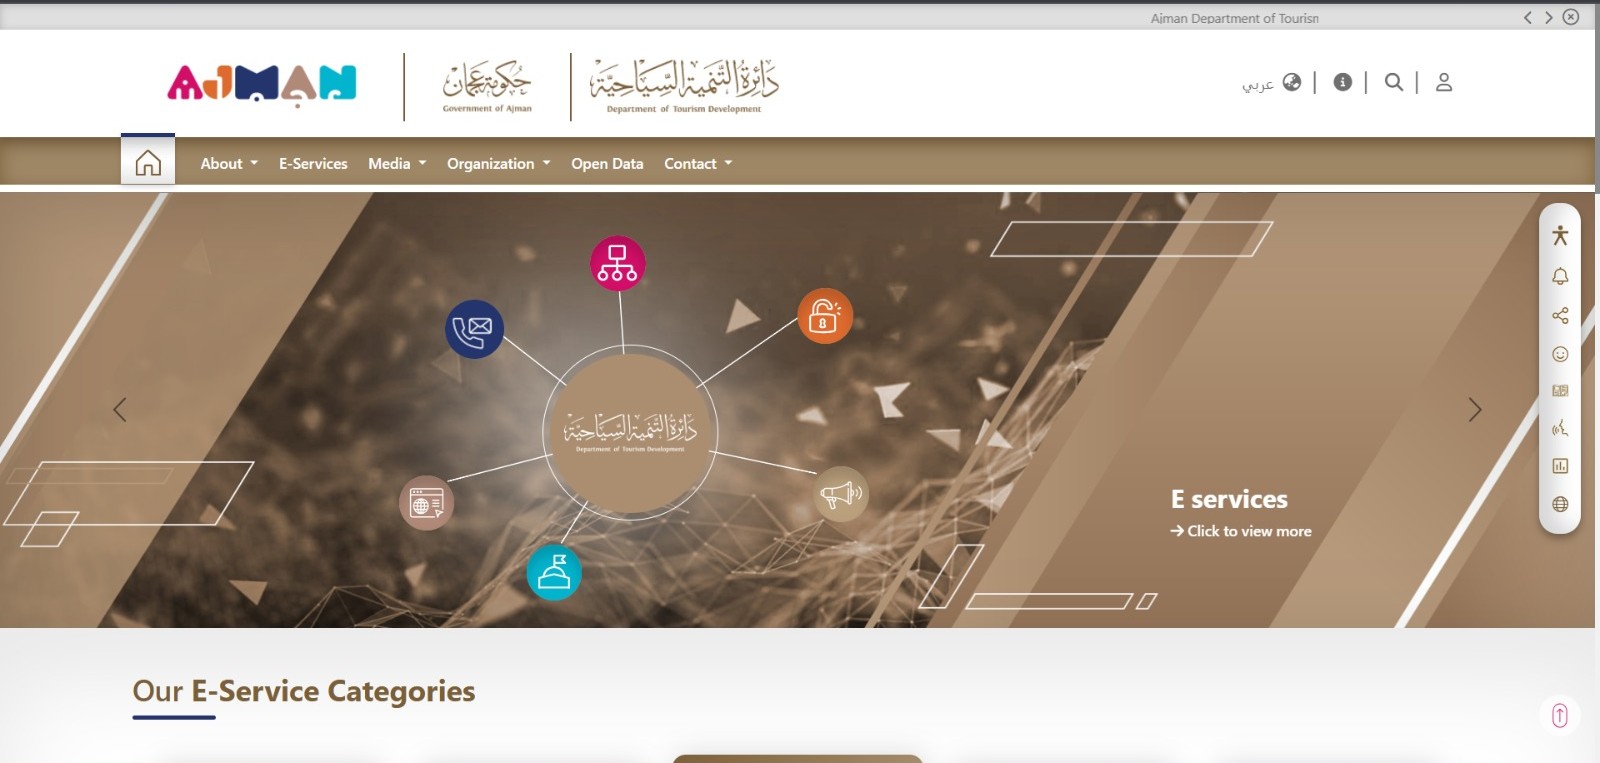 Ajman Department of Tourism
AJMAN
حكومة عجمان
Government of Ajman
دائرة التنمية السياحية
Department of Tourism Development
عربي
About
E-Services
Media
Organization
Open Data
Contact
دائرة التنمية السياحية
Department of Tourism Development
E services
Click to view more
Our E-Service Categories